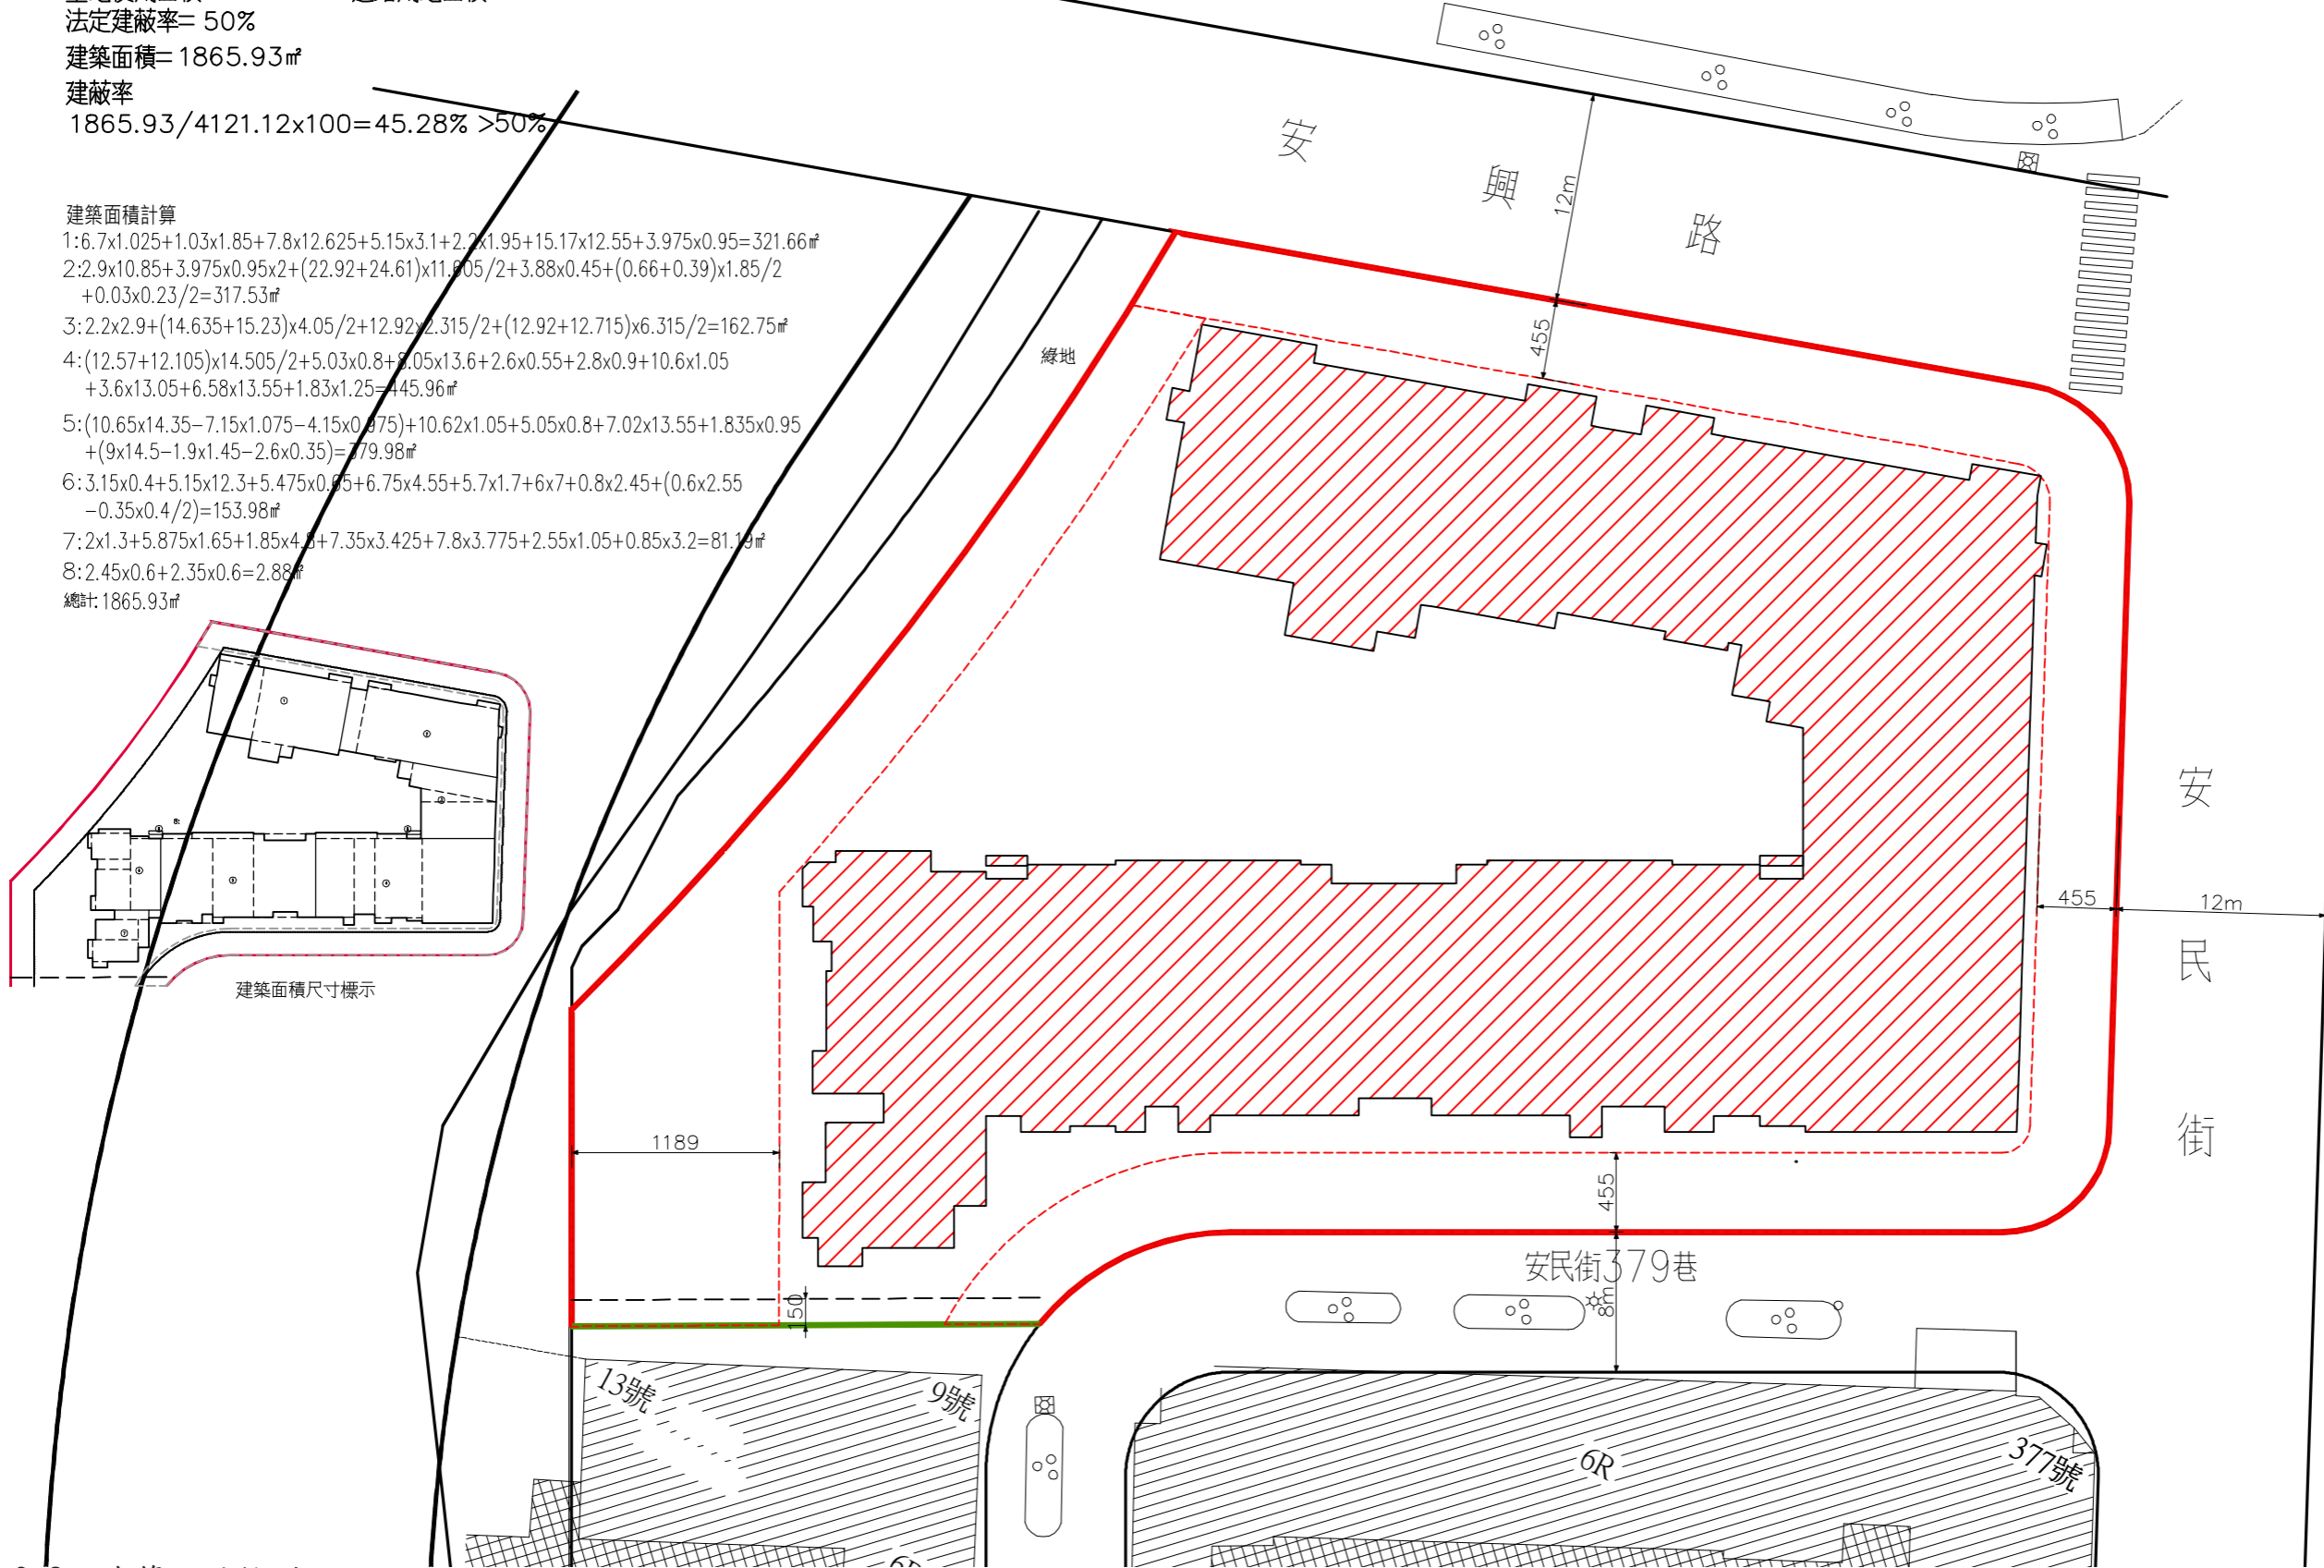 法定建蔽率= 50%
建築面積= 1865.93㎡
建蔽率
1865.93/4121.12x100=45.28% >50%
建築面積計算
1:6.7x1.025+1.03x1.85+7.8x12.625+5.15x3.1+2.2x1.95+15.17x12.55+3.975x0.95=321.66㎡
2:2.9x10.85+3.975x0.95x2+(22.92+24.61)x11.605/2+3.88x0.45+(0.66+0.39)x1.85/2
+0.03x0.23/2=317.53㎡
3:2.2x2.9+(14.635+15.23)x4.05/2+12.92x2.315/2+(12.92+12.715)x6.315/2=162.75㎡
4:(12.57+12.105)x14.505/2+5.03x0.8+8.05x13.6+2.6x0.55+2.8x0.9+10.6x1.05
+3.6x13.05+6.58x13.55+1.83x1.25=445.96㎡
5:(10.65x14.35-7.15x1.075-4.15x0.975)+10.62x1.05+5.05x0.8+7.02x13.55+1.835x0.95
+(9x14.5-1.9x1.45-2.6x0.35)=379.98㎡
6:3.15x0.4+5.15x12.3+5.475x0.65+6.75x4.55+5.7x1.7+6x7+0.8x2.45+(0.6x2.55
-0.35x0.4/2)=153.98㎡
7:2x1.3+5.875x1.65+1.85x4.8+7.35x3.425+7.8x3.775+2.55x1.05+0.85x3.2=81.19㎡
8:2.45x0.6+2.35x0.6=2.88㎡
總計:1865.93㎡
建築面積尺寸標示
安興路
12m
455
綠地
安民街
455
12m
1189
455
150
安民街379巷
8m
13號
9號
6R
377號